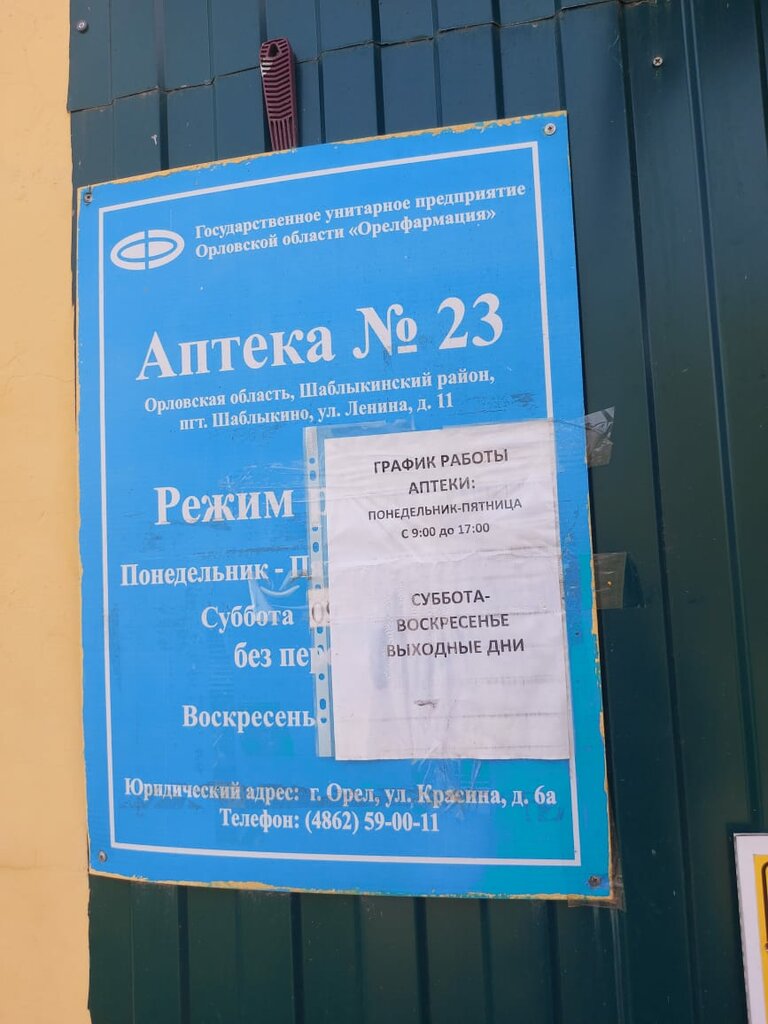 Государственное унитарное предприятие
Орловской области «Орелфармация»
Аптека № 23
Орловская область, Шаблыкинский район,
пгт. Шаблыкино, ул. Ленина, д. 11
Режим
Понедельник - П
Суббота 09
без пер
Воскресень
ГРАФИК РАБОТЫ
АПТЕКИ:
ПОНЕДЕЛЬНИК-ПЯТНИЦА
С 9:00 до 17:00
СУББОТА-
ВОСКРЕСЕНЬЕ
ВЫХОДНЫЕ ДНИ
Юридический адрес: г. Орел, ул. Красина, д. 6а
Телефон: (4862) 59-00-11